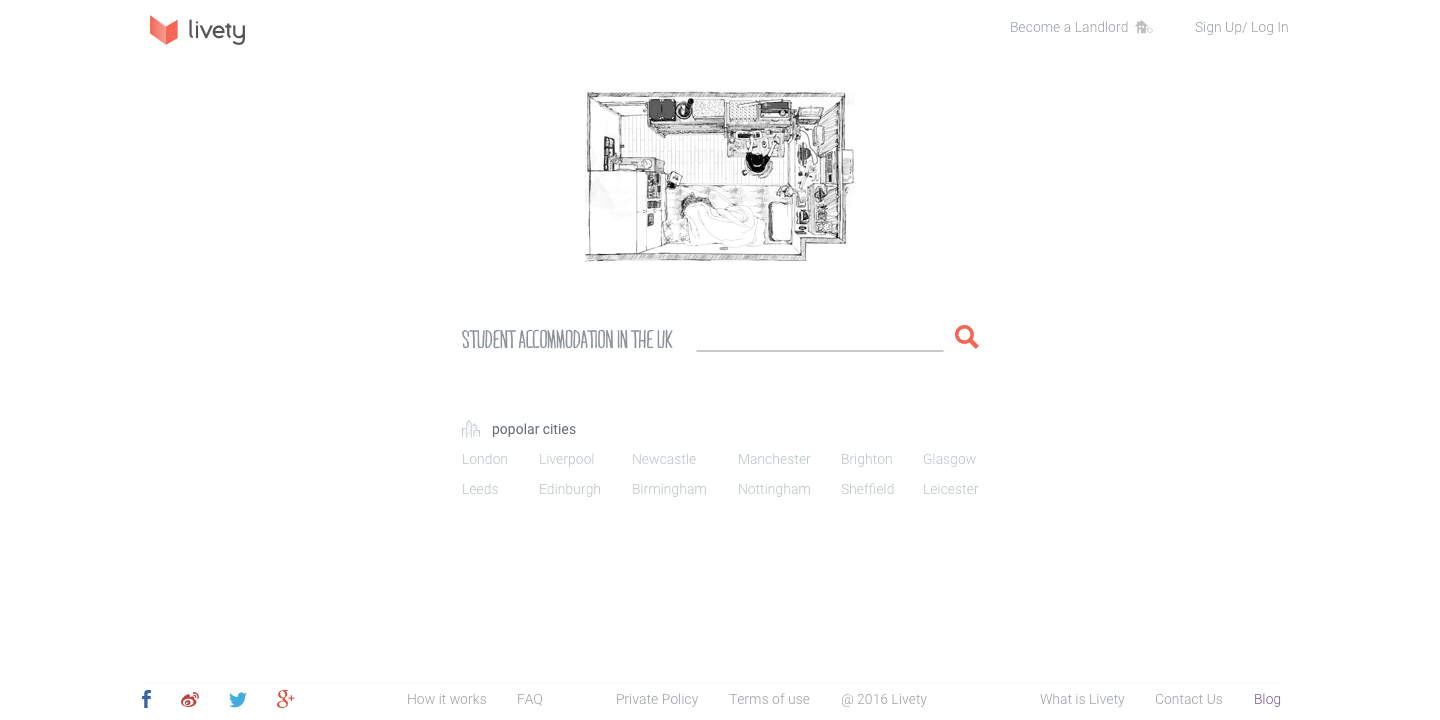 livety
Become a Landlord
Sign Up/ Log In
STUDENT ACCOMMODATION IN THE UK
popolar cities
London Liverpool Newcastle Manchester Brighton Glasgow
Leeds Edinburgh Birmingham Nottingham Sheffield Leicester
How it works FAQ Private Policy Terms of use @ 2016 Livety What is Livety Contact Us Blog